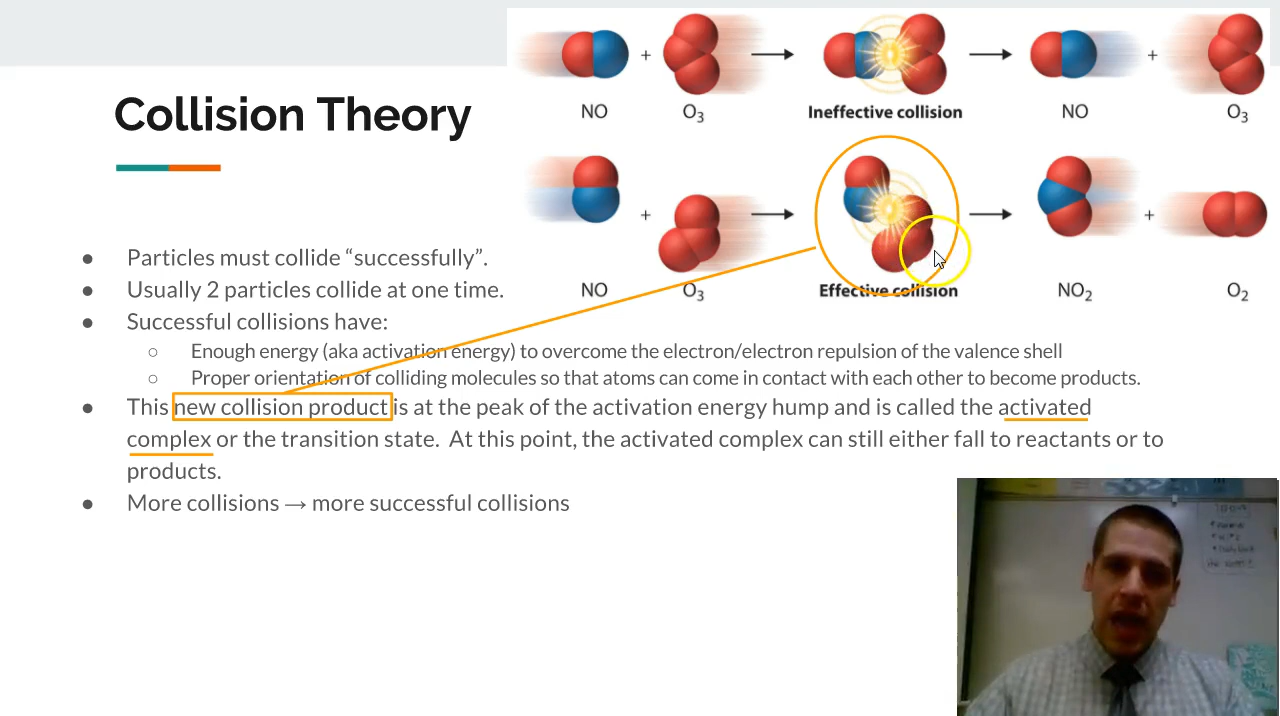 NO + O₃ → Ineffective collision → NO + O₃
Collision Theory
NO + O₃ → Effective collision → NO₂ + O₂
● Particles must collide “successfully”.
● Usually 2 particles collide at one time.
● Successful collisions have:
○ Enough energy (aka activation energy) to overcome the electron/electron repulsion of the valence shell
○ Proper orientation of colliding molecules so that atoms can come in contact with each other to become products.
● This new collision product is at the peak of the activation energy hump and is called the activated
complex or the transition state. At this point, the activated complex can still either fall to reactants or to
products.
● More collisions → more successful collisions